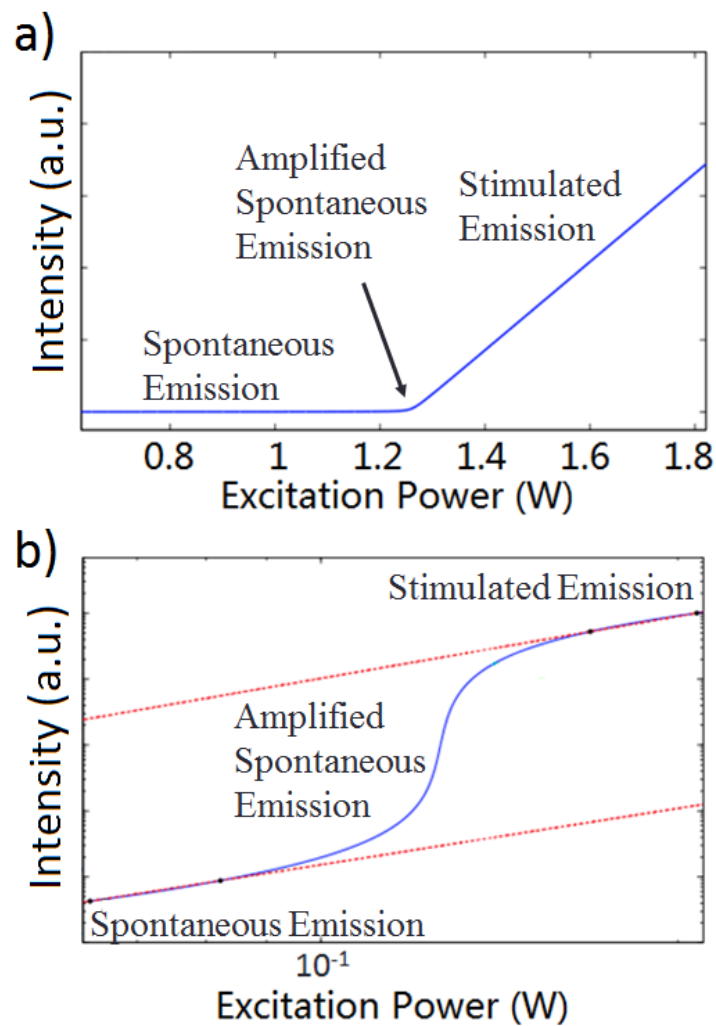 a)
Intensity (a.u.)
Amplified
Spontaneous
Emission
Stimulated
Emission
Spontaneous
Emission
0.8 1 1.2 1.4 1.6 1.8
Excitation Power (W)
b)
Intensity (a.u.)
Stimulated Emission
Amplified
Spontaneous
Emission
Spontaneous Emission
10⁻¹
Excitation Power (W)